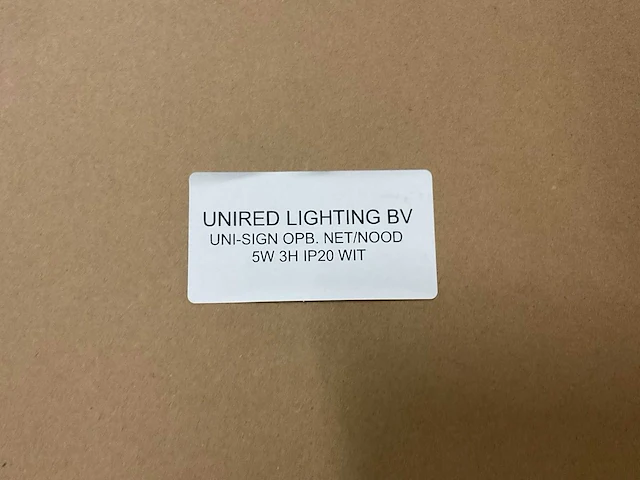 UNIRED LIGHTING BV
UNI-SIGN OPB. NET/NOOD
5W 3H IP20 WIT